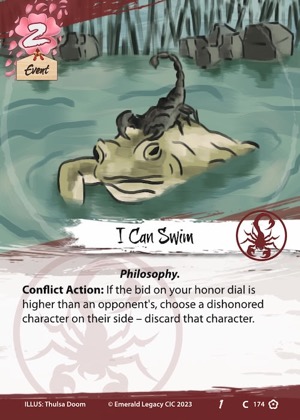 2
Event
I Can Swim
Philosophy.
Conflict Action: If the bid on your honor dial is
higher than an opponent's, choose a dishonored
character on their side – discard that character.
ILLUS: Thulsa Doom © Emerald Legacy CIC 2023 1 C 174